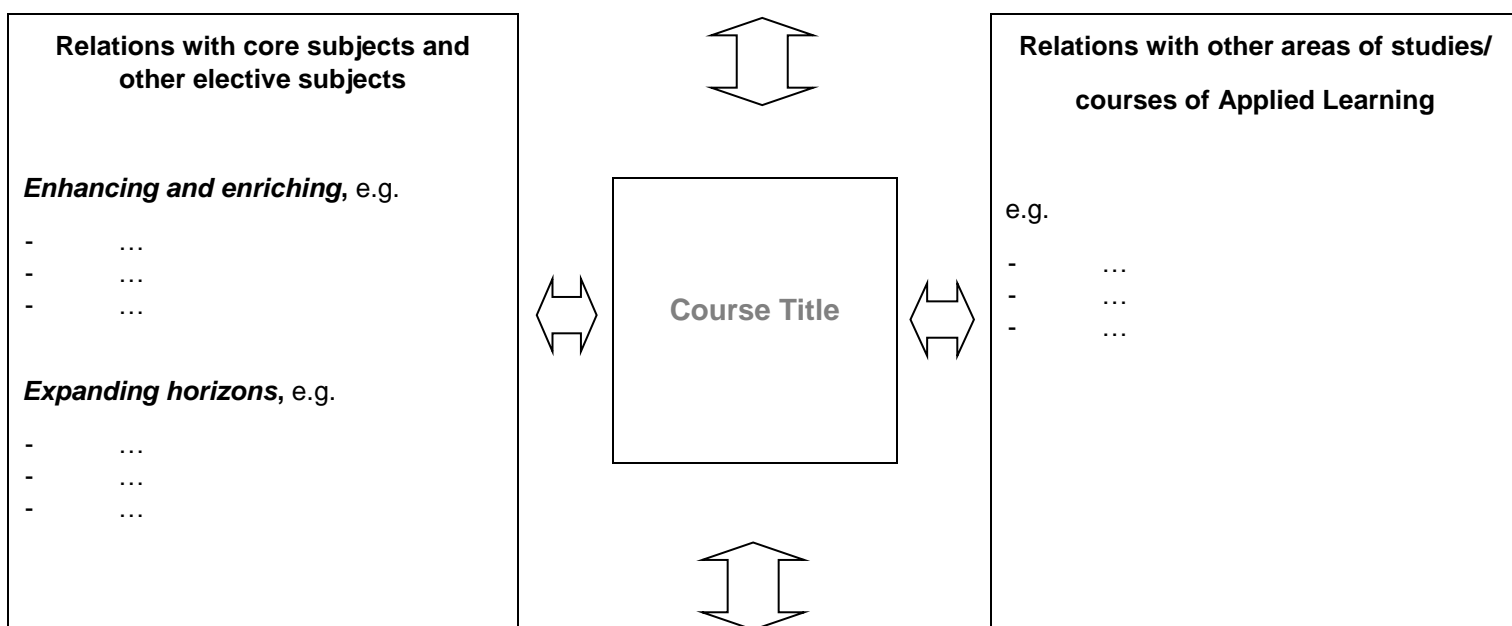 Relations with core subjects and
other elective subjects
Enhancing and enriching, e.g.
- …
- …
- …
Expanding horizons, e.g.
- …
- …
- …
Course Title
Relations with other areas of studies/
courses of Applied Learning
e.g.
- …
- …
- …